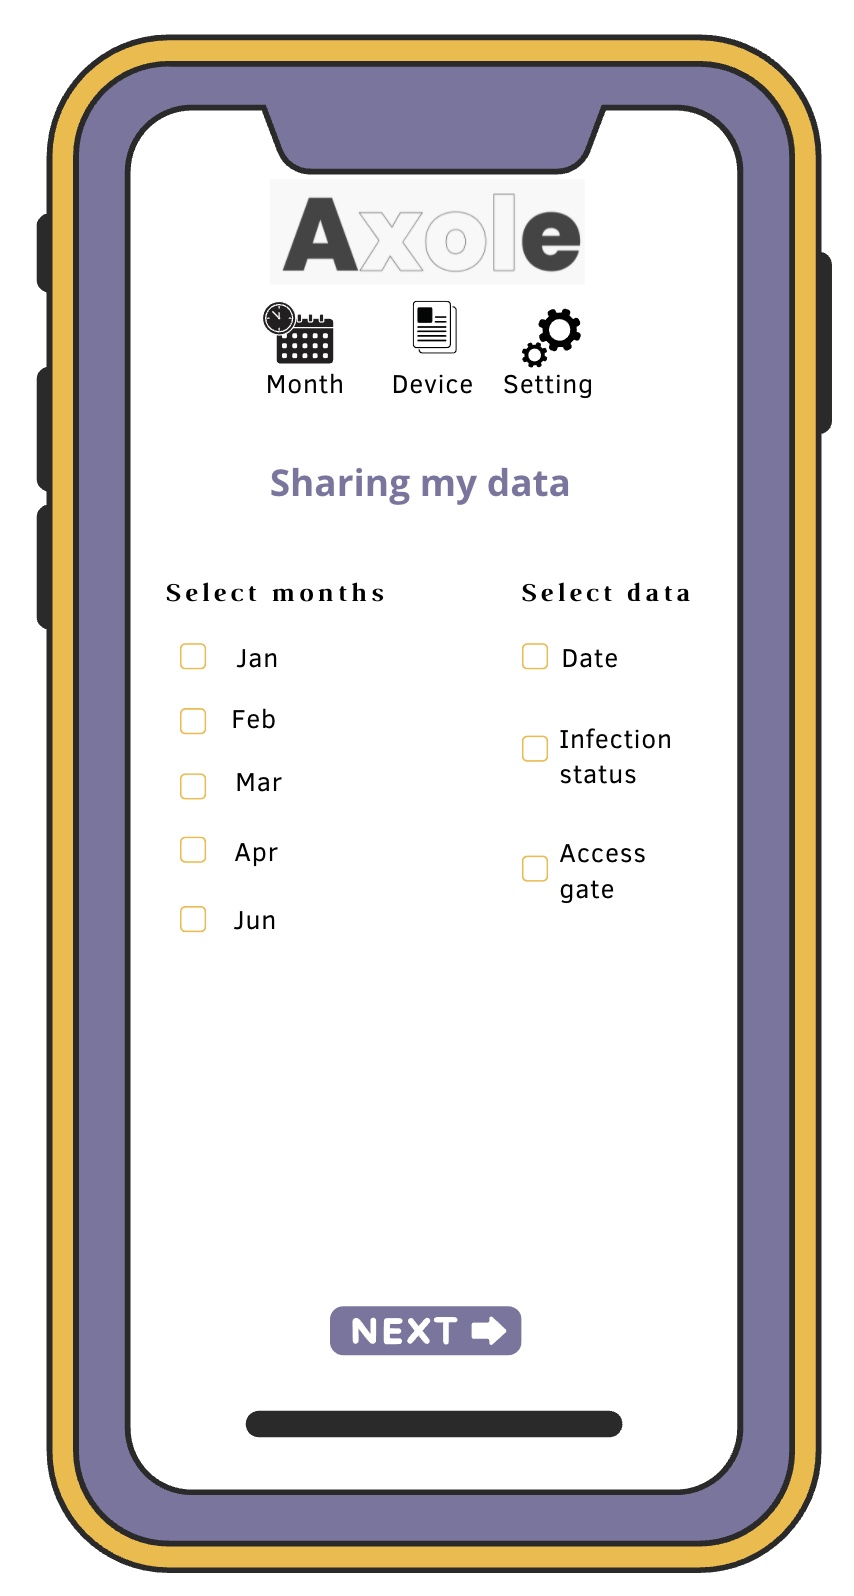 Axole
Month Device Setting
Sharing my data
Select months
Jan
Feb
Mar
Apr
Jun
Select data
Date
Infection
status
Access
gate
NEXT